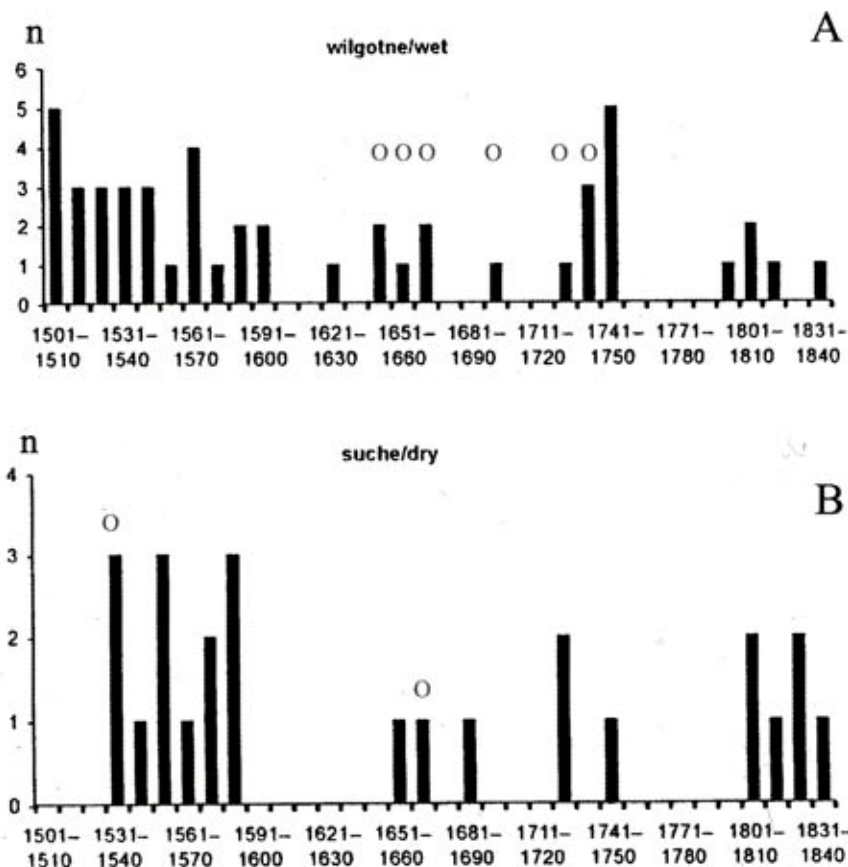 n
wilgotne/wet
A
6
5
4
3
2
1
0
O O O O O O
1501– 1531– 1561– 1591– 1621– 1651– 1681– 1711– 1741– 1771– 1801– 1831–
1510 1540 1570 1600 1630 1660 1690 1720 1750 1780 1810 1840
n
suche/dry
B
4
3
2
1
0
O
O
1501– 1531– 1561– 1591– 1621– 1651– 1681– 1711– 1741– 1771– 1801– 1831–
1510 1540 1570 1600 1630 1660 1690 1720 1750 1780 1810 1840